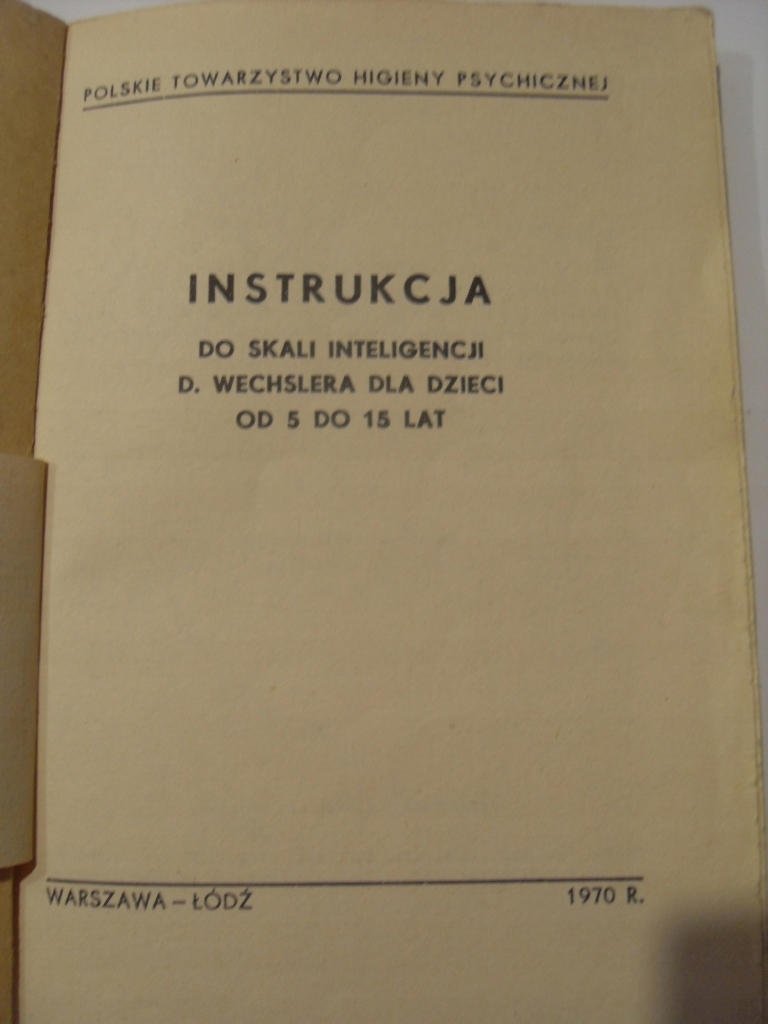 POLSKIE TOWARZYSTWO HIGIENY PSYCHICZNEJ
INSTRUKCJA
DO SKALI INTELIGENCJI
D. WECHSLERA DLA DZIECI
OD 5 DO 15 LAT
WARSZAWA – ŁÓDŹ 1970 R.